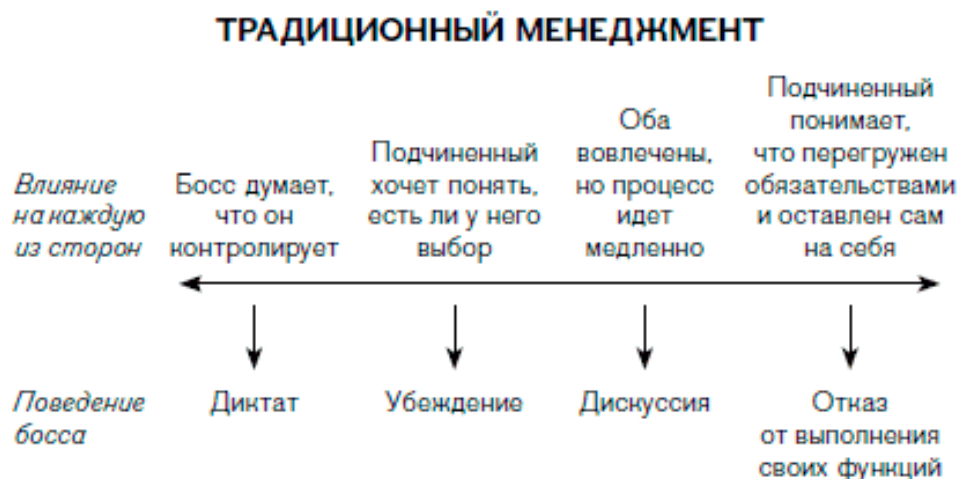 ТРАДИЦИОННЫЙ МЕНЕДЖМЕНТ
Влияние
на каждую
из сторон
Босс думает,
что он
контролирует
Подчиненный
хочет понять,
есть ли у него
выбор
Оба
вовлечены,
но процесс
идет
медленно
Подчиненный
понимает,
что перегружен
обязательствами
и оставлен сам
на себя
Поведение
босса
Диктат
Убеждение
Дискуссия
Отказ
от выполнения
своих функций